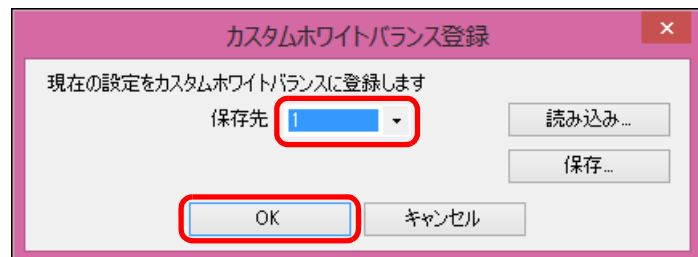 カスタムホワイトバランス登録
×
現在の設定をカスタムホワイトバランスに登録します
保存先 1 読み込み...
保存...
OK キャンセル